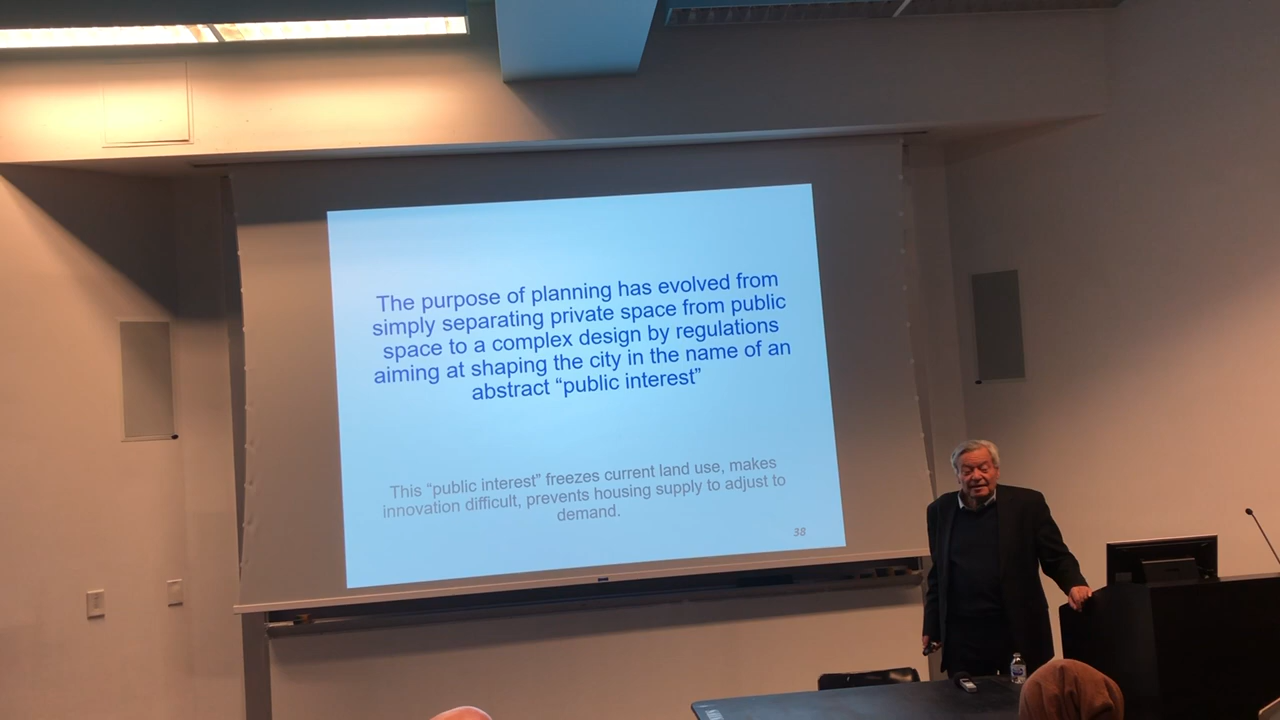 The purpose of planning has evolved from
simply separating private space from public
space to a complex design by regulations
aiming at shaping the city in the name of an
abstract “public interest”
This “public interest” freezes current land use, makes
innovation difficult, prevents housing supply to adjust to
demand.
38